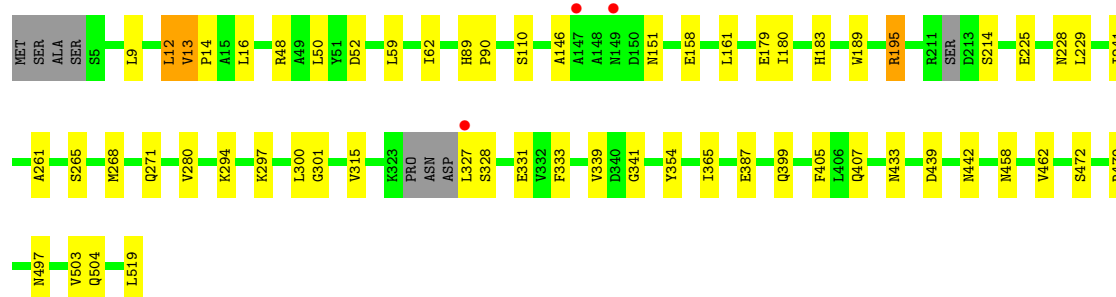 MET SER ALA SER S5 L9 L12 V13 P14 A15 L16 R48 A49 L50 Y51 D52 L59 I62 H89 P90 S110 A146 A147 A148 N149 D150 N151 E158 L161 E179 I180 H183 W189 R195 R211 SER D213 S214 E225 N228 L229
A261 S265 M268 Q271 V280 K294 K297 L300 G301 V315 K323 PRO ASN ASP L327 S328 E331 V332 F333 V339 D340 G341 Y354 I365 E387 Q399 F405 L406 Q407 N433 D439 N442 N458 V462 S472
N497 V503 Q504 L519